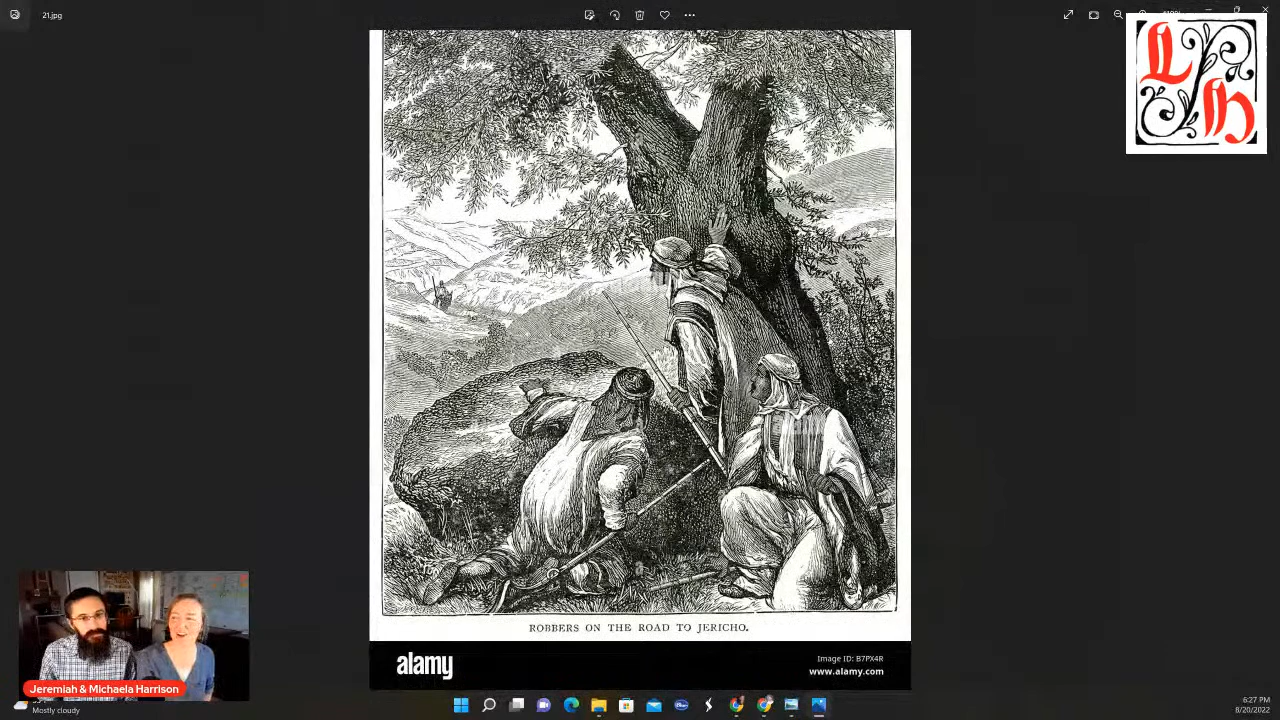 21.jpg
L
H
ROBBERS ON THE ROAD TO JERICHO.
alamy
Image ID: B7PX4R
www.alamy.com
Jeremiah & Michaela Harrison
Mostly cloudy
6:27 PM
8/20/2022